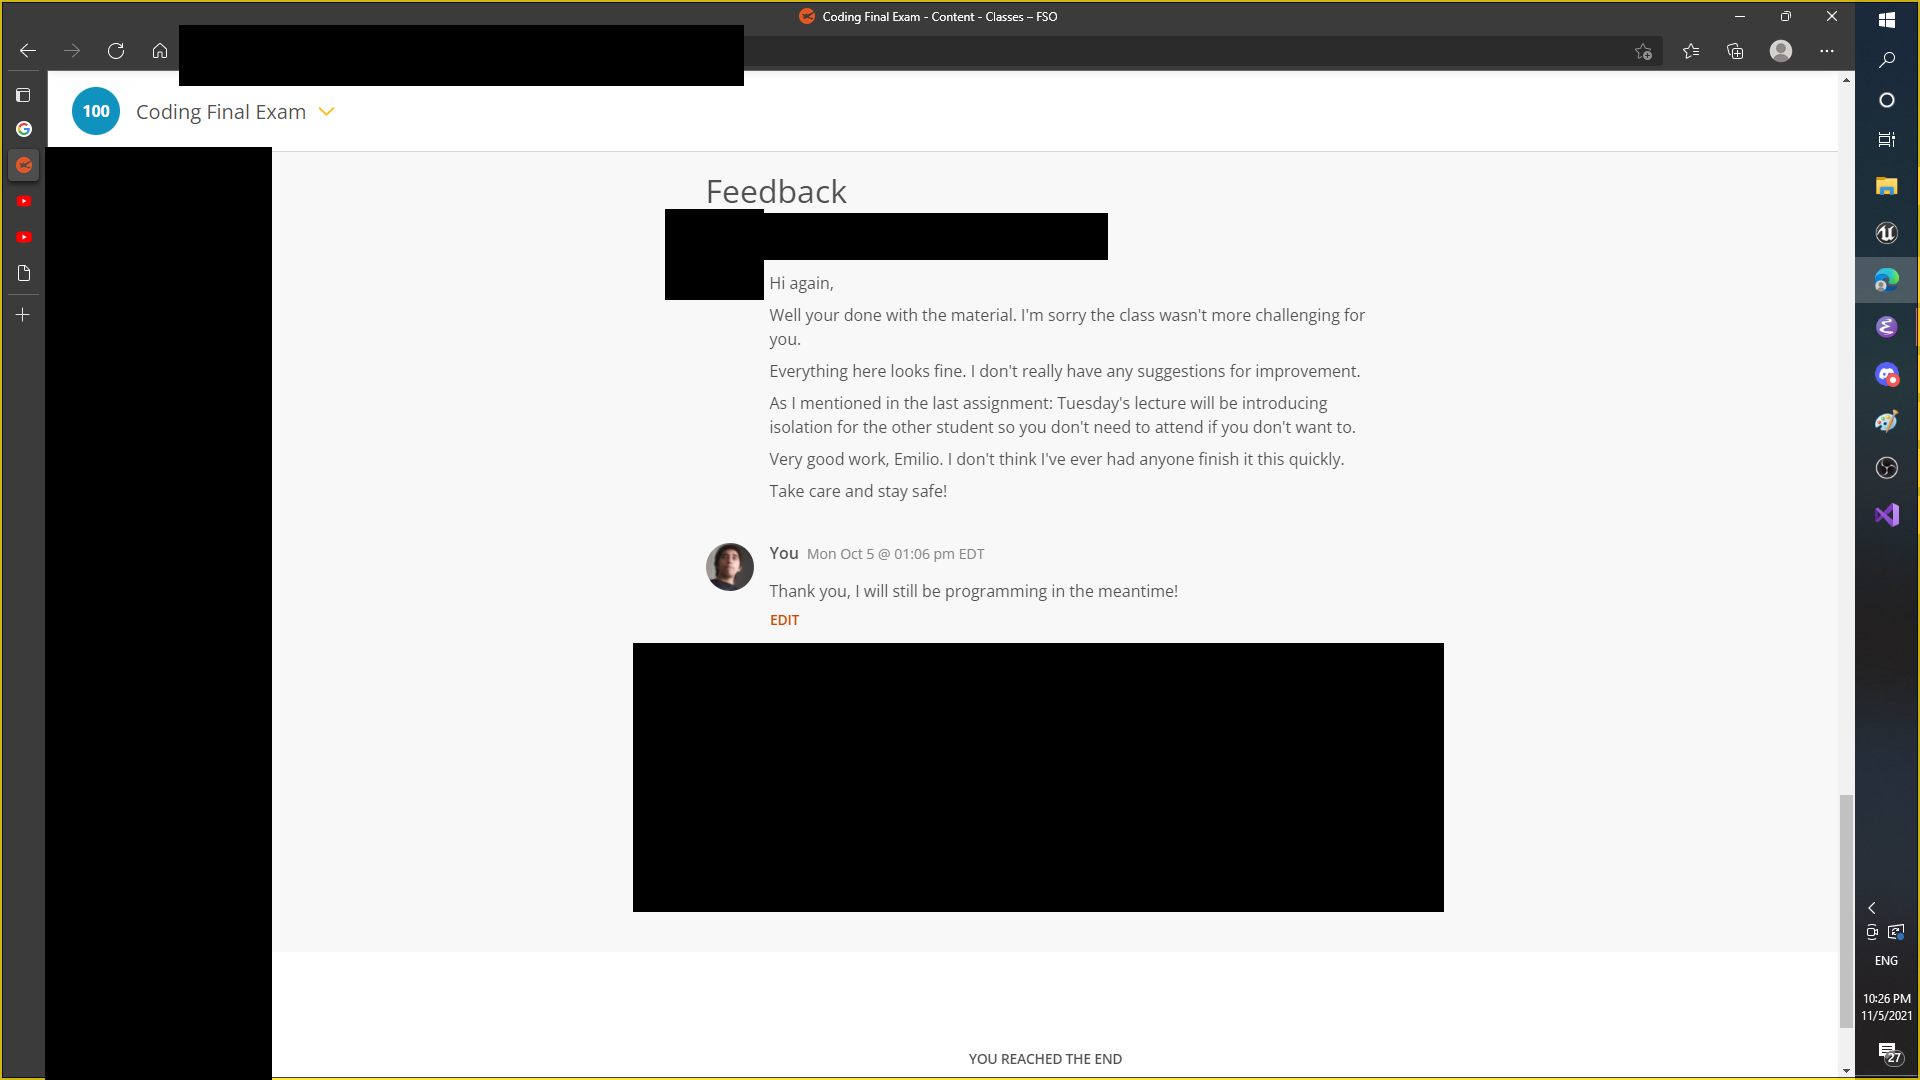 Coding Final Exam - Content - Classes – FSO
100
Coding Final Exam
Feedback
Hi again,
Well your done with the material. I'm sorry the class wasn't more challenging for
you.
Everything here looks fine. I don't really have any suggestions for improvement.
As I mentioned in the last assignment: Tuesday's lecture will be introducing
isolation for the other student so you don't need to attend if you don't want to.
Very good work, Emilio. I don't think I've ever had anyone finish it this quickly.
Take care and stay safe!
You Mon Oct 5 @ 01:06 pm EDT
Thank you, I will still be programming in the meantime!
EDIT
YOU REACHED THE END
ENG
10:26 PM
11/5/2021
27